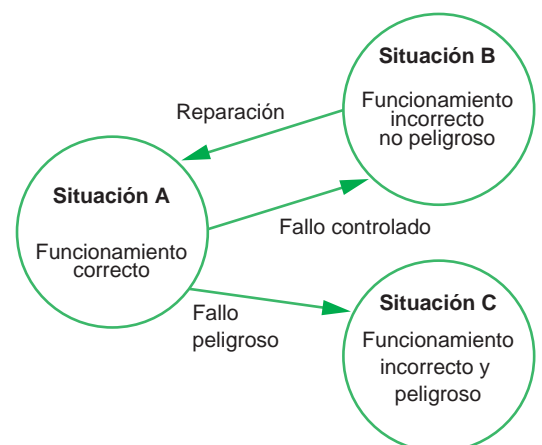 Situación B
Funcionamiento
incorrecto
no peligroso
Reparación
Situación A
Funcionamiento
correcto
Fallo controlado
Fallo
peligroso
Situación C
Funcionamiento
incorrecto y
peligroso